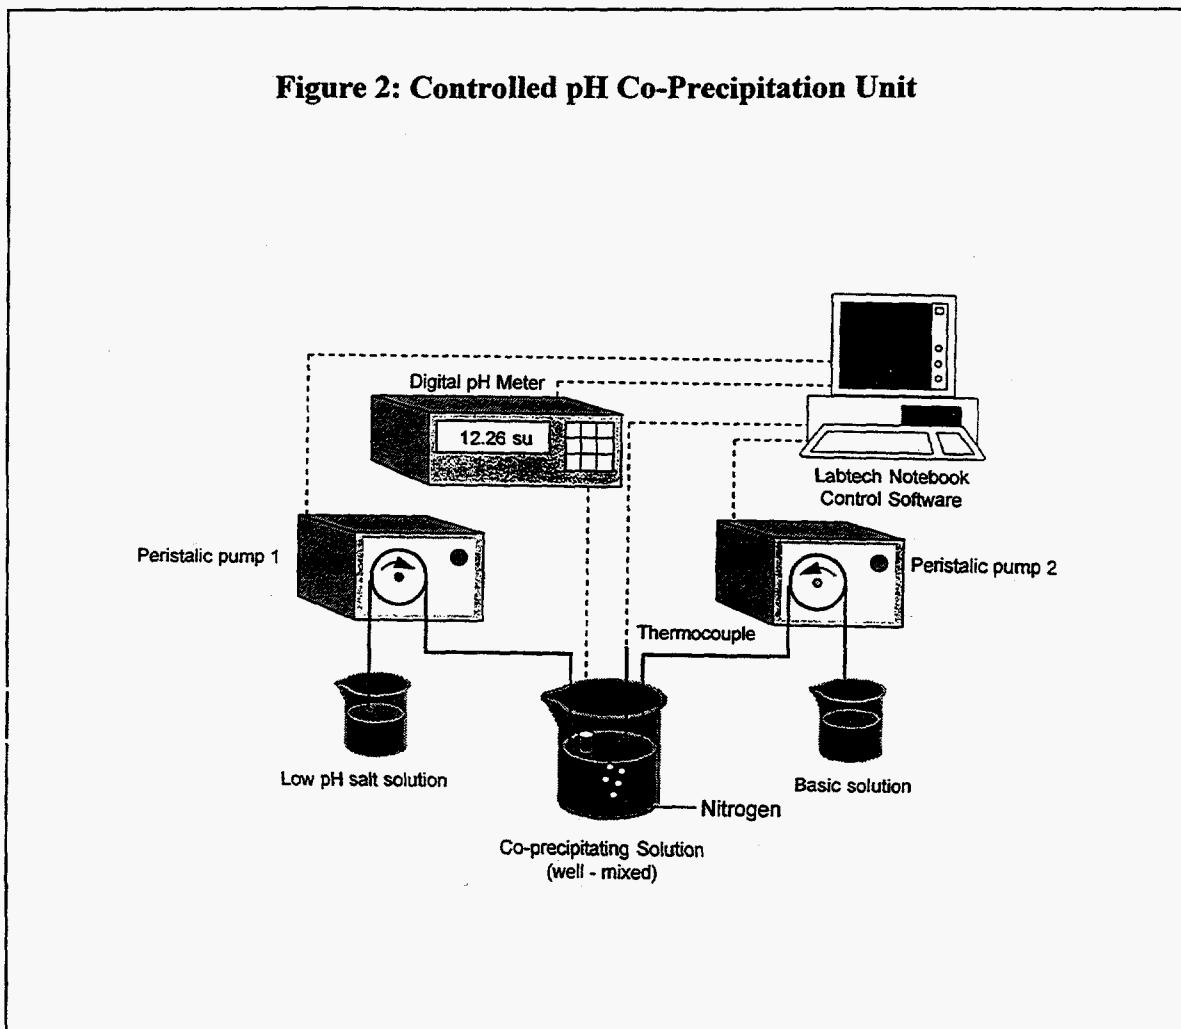 Figure 2: Controlled pH Co-Precipitation Unit
Digital pH Meter
12.26 su
Labtech Notebook
Control Software
Peristalic pump 1
Peristalic pump 2
Thermocouple
Low pH salt solution
Basic solution
Nitrogen
Co-precipitating Solution
(well - mixed)